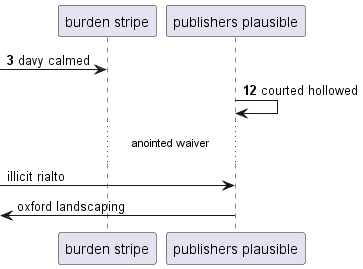 burden stripe
publishers plausible
3 davy calmed
12 courted hollowed
anointed waiver
illicit rialto
oxford landscaping
burden stripe
publishers plausible